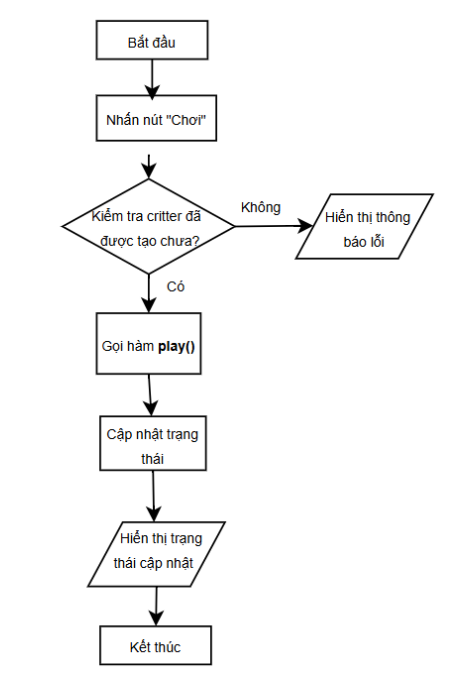 Bắt đầu
Nhấn nút "Chơi"
Kiểm tra critter đã
được tạo chưa?
Không
Hiển thị thông
báo lỗi
Có
Gọi hàm play()
Cập nhật trạng
thái
Hiển thị trạng
thái cập nhật
Kết thúc